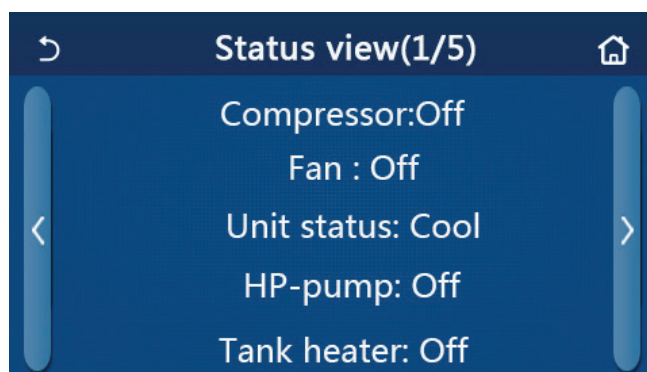 Status view(1/5)
Compressor:Off
Fan : Off
Unit status: Cool
HP-pump: Off
Tank heater: Off